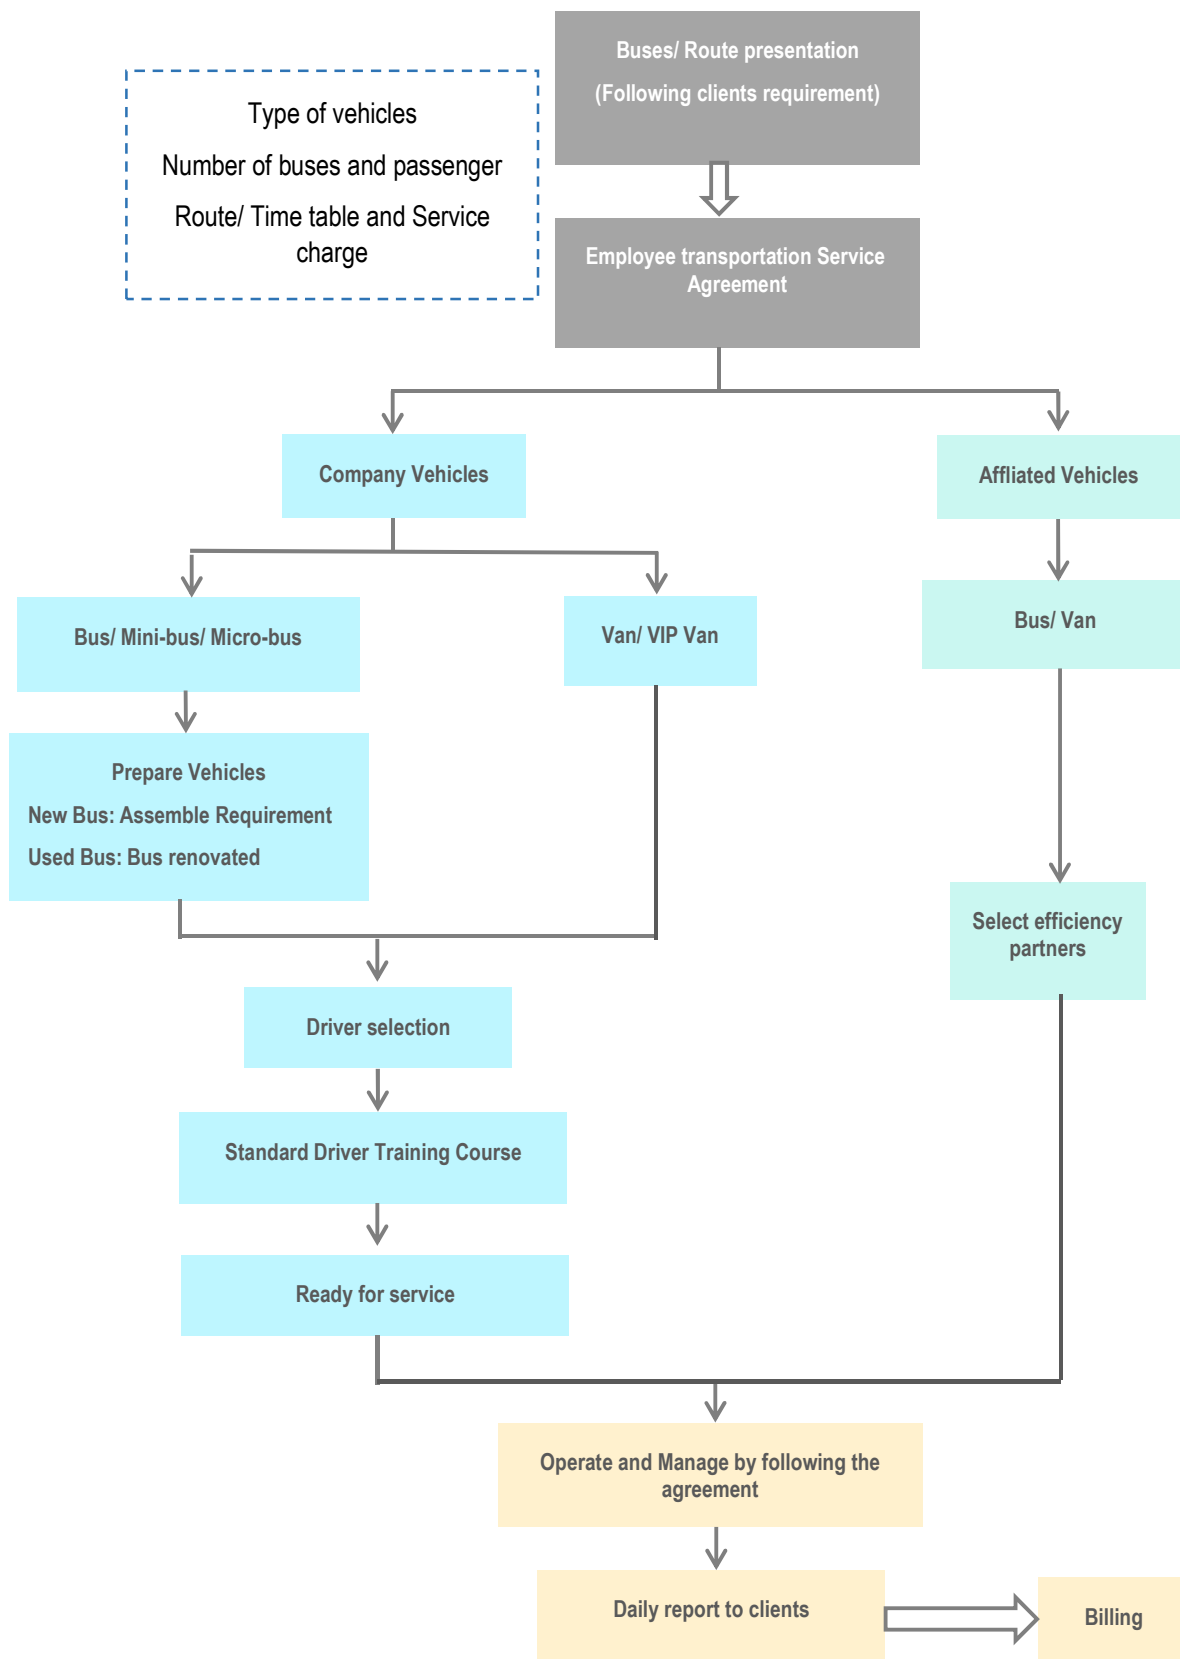 Buses/ Route presentation
(Following clients requirement)
Type of vehicles
Number of buses and passenger
Route/ Time table and Service
charge
Employee transportation Service
Agreement
Company Vehicles
Affliated Vehicles
Bus/ Mini-bus/ Micro-bus
Van/ VIP Van
Bus/ Van
Prepare Vehicles
New Bus: Assemble Requirement
Used Bus: Bus renovated
Select efficiency
partners
Driver selection
Standard Driver Training Course
Ready for service
Operate and Manage by following the
agreement
Daily report to clients
Billing